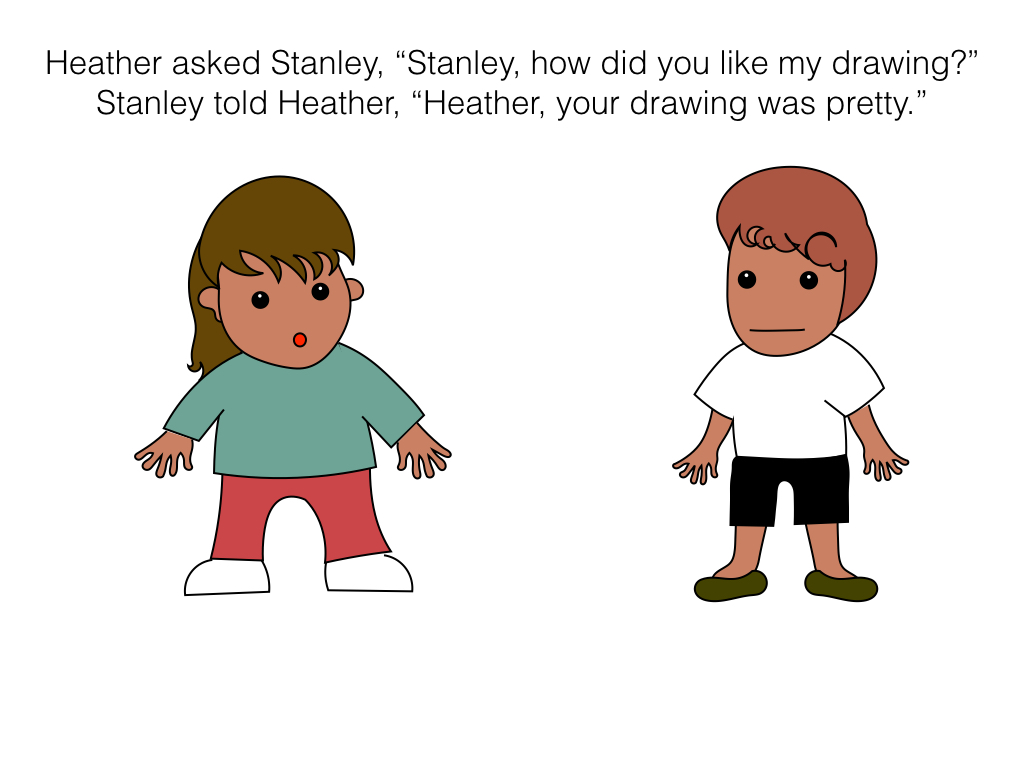 Heather asked Stanley, “Stanley, how did you like my drawing?”
Stanley told Heather, “Heather, your drawing was pretty.”